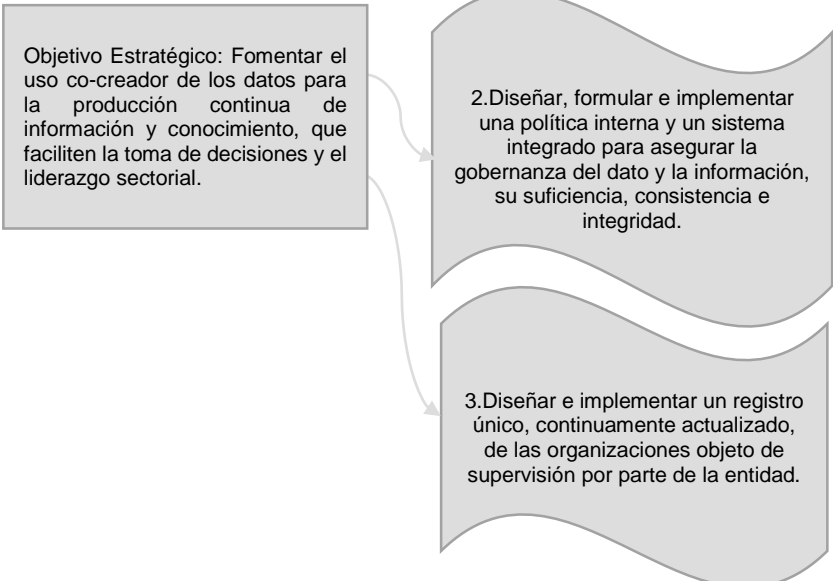 Objetivo Estratégico: Fomentar el
uso co-creador de los datos para
la producción continua de
información y conocimiento, que
faciliten la toma de decisiones y el
liderazgo sectorial.
2.Diseñar, formular e implementar
una política interna y un sistema
integrado para asegurar la
gobernanza del dato y la información,
su suficiencia, consistencia e
integridad.
3.Diseñar e implementar un registro
único, continuamente actualizado,
de las organizaciones objeto de
supervisión por parte de la entidad.